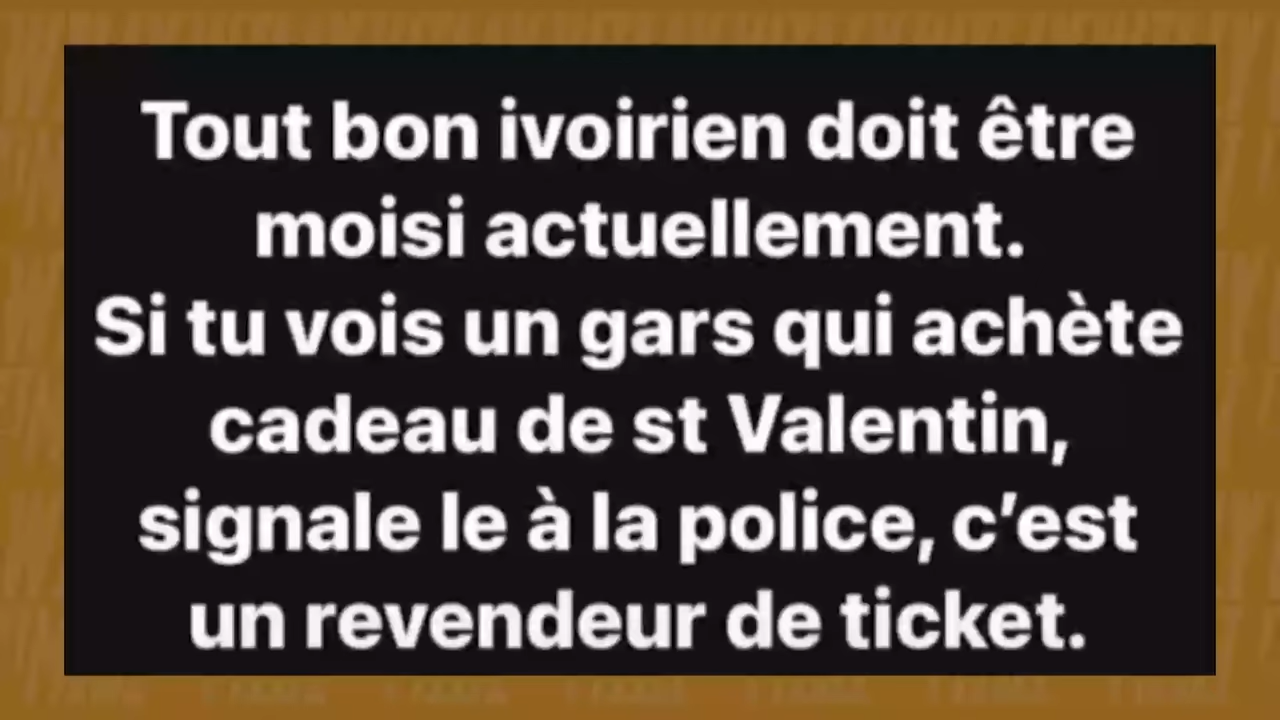 Tout bon ivoirien doit être
moisi actuellement.
Si tu vois un gars qui achète
cadeau de st Valentin,
signale le à la police, c’est
un revendeur de ticket.